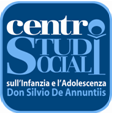 centro
STUDI
SOCIALI
sull'Infanzia e l'Adolescenza
Don Silvio De Annuntiis